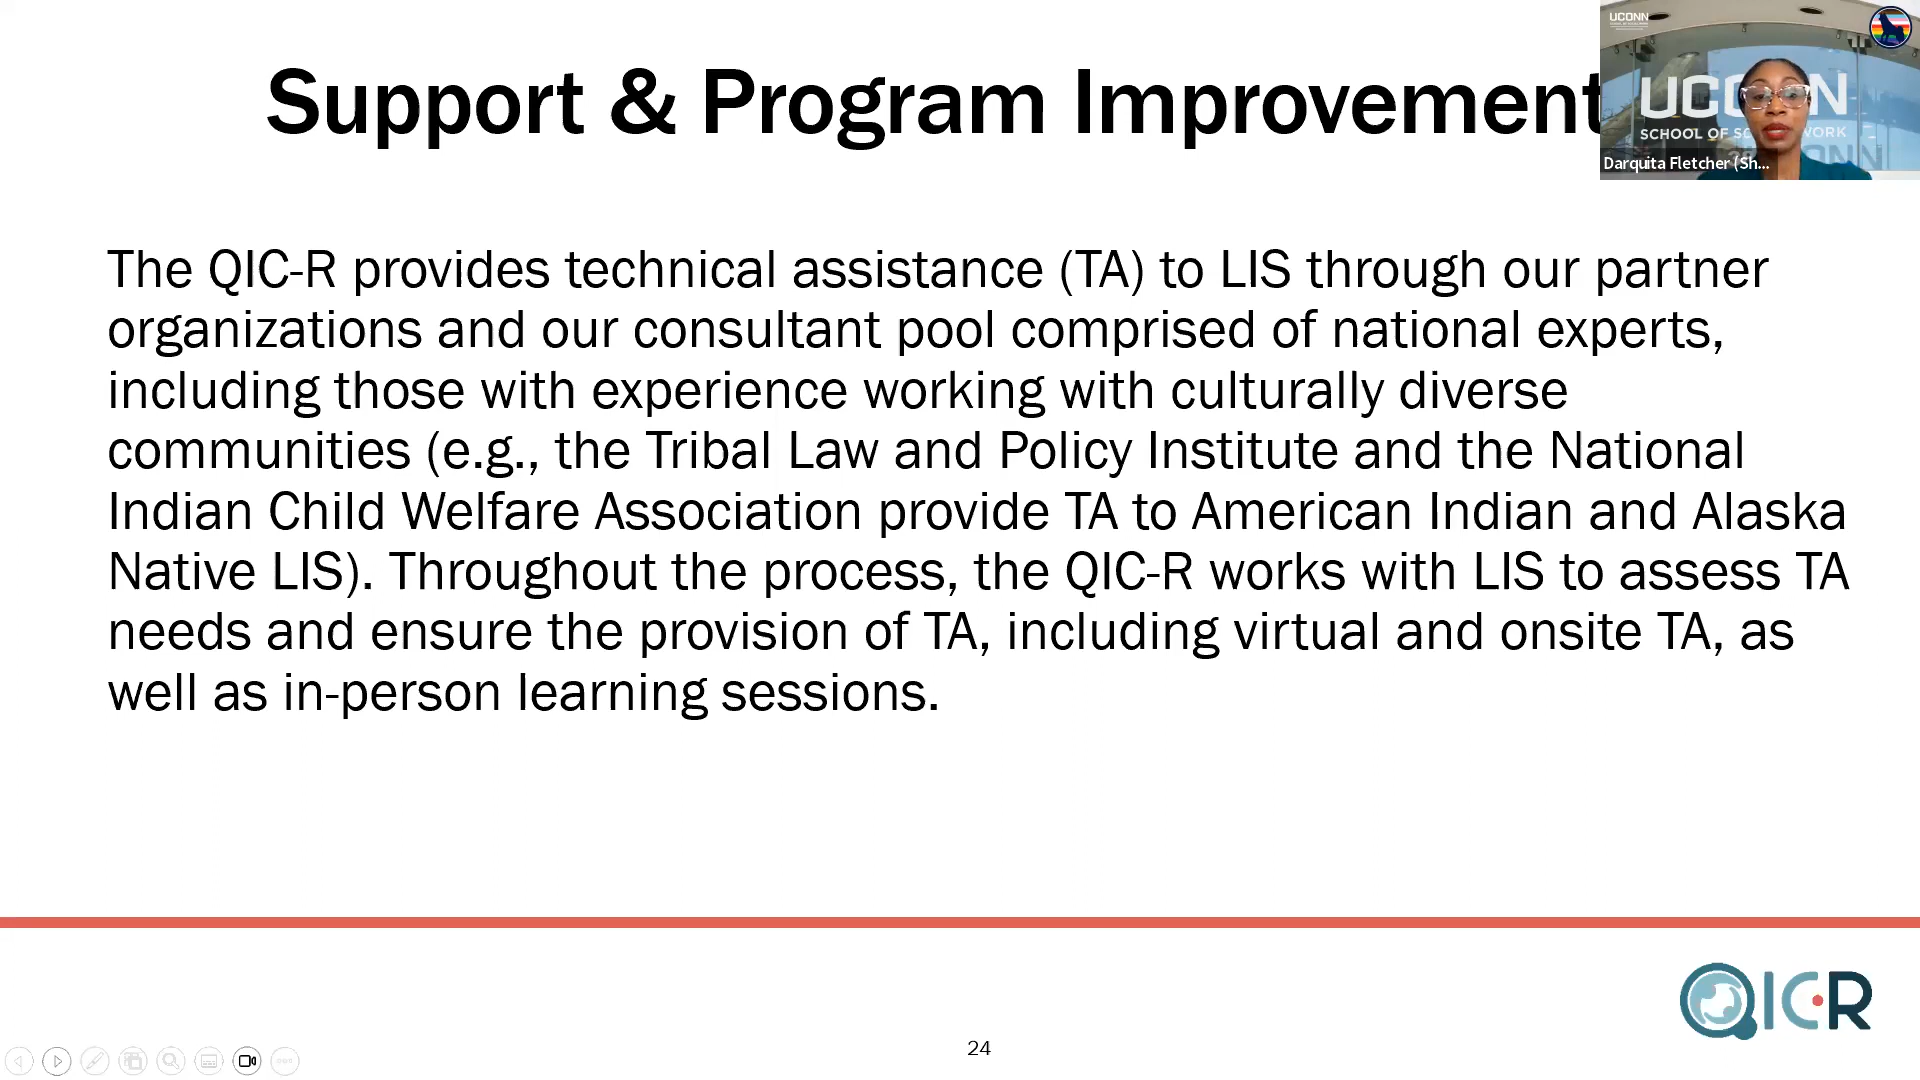 Support & Program Improvement
UCONN
UCONN
SCHOOL OF WORK
Darquita Fletcher (Sh...
The QIC-R provides technical assistance (TA) to LIS through our partner
organizations and our consultant pool comprised of national experts,
including those with experience working with culturally diverse
communities (e.g., the Tribal Law and Policy Institute and the National
Indian Child Welfare Association provide TA to American Indian and Alaska
Native LIS). Throughout the process, the QIC-R works with LIS to assess TA
needs and ensure the provision of TA, including virtual and onsite TA, as
well as in-person learning sessions.
QIC-R
24